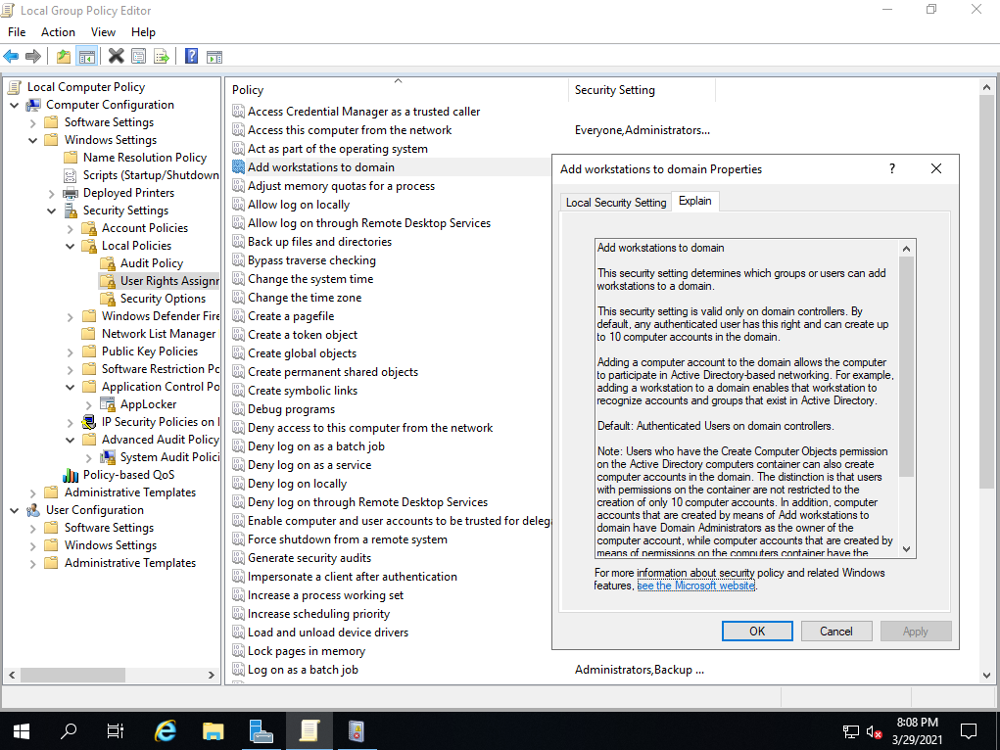 Local Group Policy Editor
File Action View Help
Local Computer Policy
Computer Configuration
Software Settings
Windows Settings
Name Resolution Policy
Scripts (Startup/Shutdown
Deployed Printers
Security Settings
Account Policies
Local Policies
Audit Policy
User Rights Assignr
Security Options
Windows Defender Fire
Network List Manager
Public Key Policies
Software Restriction Po
Application Control Po
AppLocker
IP Security Policies on
Advanced Audit Policy
System Audit Polici
Policy-based QoS
Administrative Templates
User Configuration
Software Settings
Windows Settings
Administrative Templates
Policy Security Setting
Access Credential Manager as a trusted caller
Access this computer from the network Everyone,Administrators...
Act as part of the operating system
Add workstations to domain
Adjust memory quotas for a process
Allow log on locally
Allow log on through Remote Desktop Services
Back up files and directories
Bypass traverse checking
Change the system time
Change the time zone
Create a pagefile
Create a token object
Create global objects
Create permanent shared objects
Create symbolic links
Debug programs
Deny access to this computer from the network
Deny log on as a batch job
Deny log on as a service
Deny log on locally
Deny log on through Remote Desktop Services
Enable computer and user accounts to be trusted for deleg
Force shutdown from a remote system
Generate security audits
Impersonate a client after authentication
Increase a process working set
Increase scheduling priority
Load and unload device drivers
Lock pages in memory
Log on as a batch job Administrators,Backup ...
Add workstations to domain Properties
Local Security Setting Explain
Add workstations to domain
This security setting determines which groups or users can add
workstations to a domain.
This security setting is valid only on domain controllers. By
default, any authenticated user has this right and can create up
to 10 computer accounts in the domain.
Adding a computer account to the domain allows the computer
to participate in Active Directory-based networking. For example,
adding a workstation to a domain enables that workstation to
recognize accounts and groups that exist in Active Directory.
Default: Authenticated Users on domain controllers.
Note: Users who have the Create Computer Objects permission
on the Active Directory computers container can also create
computer accounts in the domain. The distinction is that users
with permissions on the container are not restricted to the
creation of only 10 computer accounts. In addition, computer
accounts that are created by means of Add workstations to
domain have Domain Administrators as the owner of the
computer account, while computer accounts that are created by
means of permissions on the computers container have the
For more information about security policy and related Windows
features, see the Microsoft website.
OK Cancel Apply
8:08 PM
3/29/2021